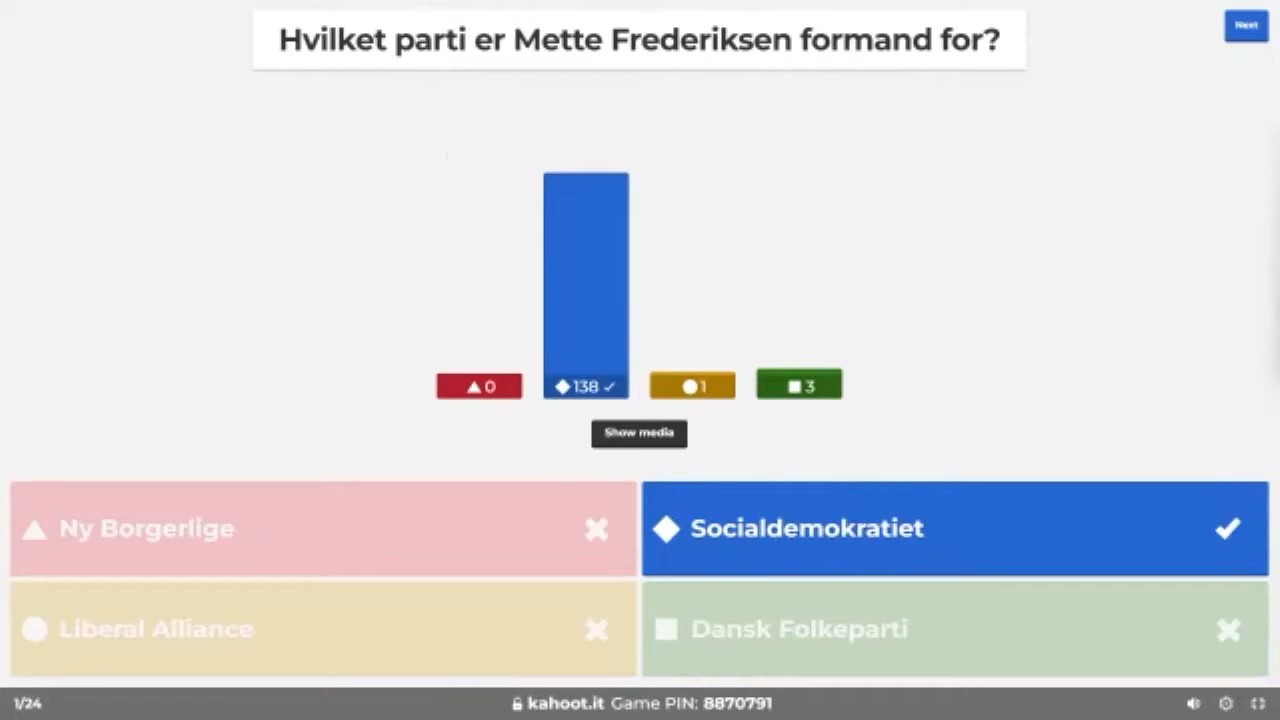 Hvilket parti er Mette Frederiksen formand for?
Next
0
138
1
3
Show media
Ny Borgerlige
Socialdemokratiet
Liberal Alliance
Dansk Folkeparti
1/24
kahoot.it Game PIN: 8870791